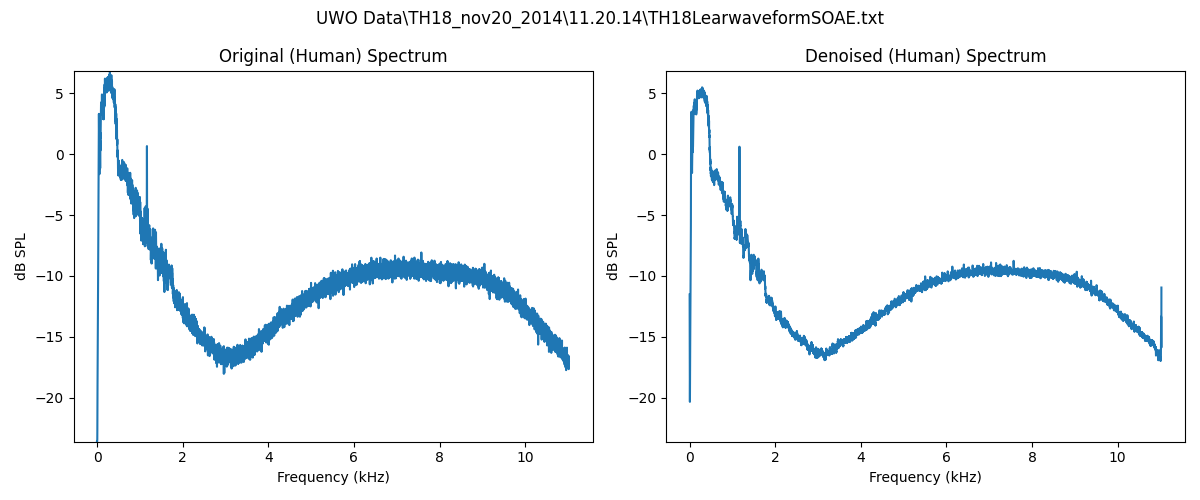 UWO Data\TH18_nov20_2014\11.20.14\TH18LearwaveformSOAE.txt
Original (Human) Spectrum
dB SPL
5
0
−5
−10
−15
−20
0 2 4 6 8 10
Frequency (kHz)
Denoised (Human) Spectrum
dB SPL
5
0
−5
−10
−15
−20
0 2 4 6 8 10
Frequency (kHz)